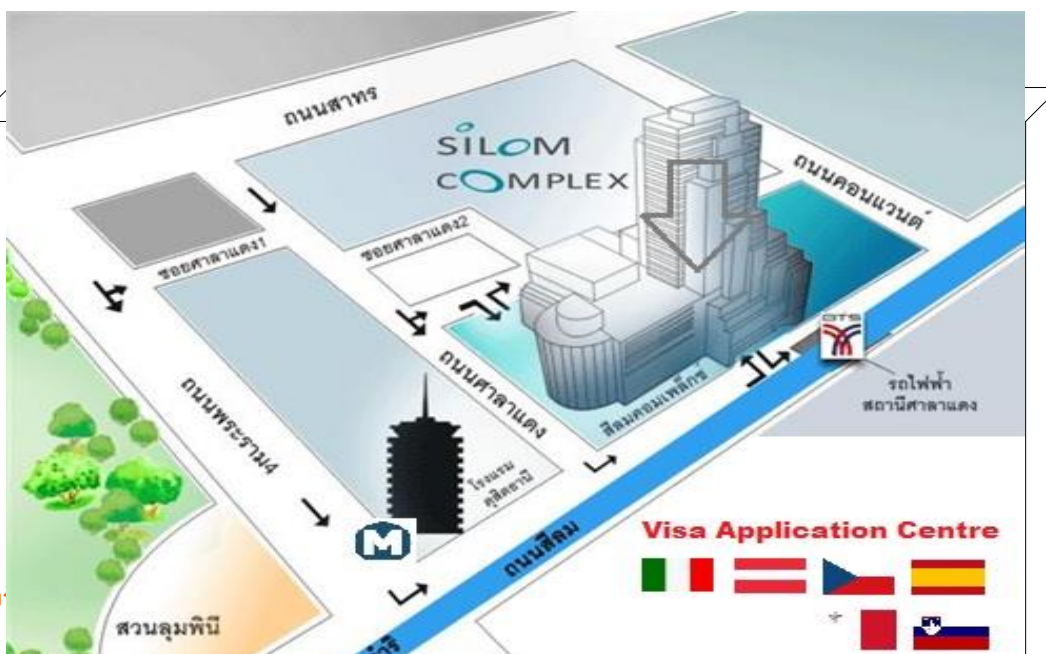 ถนนสาทร
SILOM
COMPLEX
ถนนคอนแวนต์
ซอยศาลาแดง1
ซอยศาลาแดง2
BTS
รถไฟฟ้า
สถานีศาลาแดง
ถนนศาลาแดง
สีลมคอมเพล็กซ์
ถนนพระราม4
โรงแรม
ดุสิตธานี
M
ถนนสีลม
Visa Application Centre
สวนลุมพินี